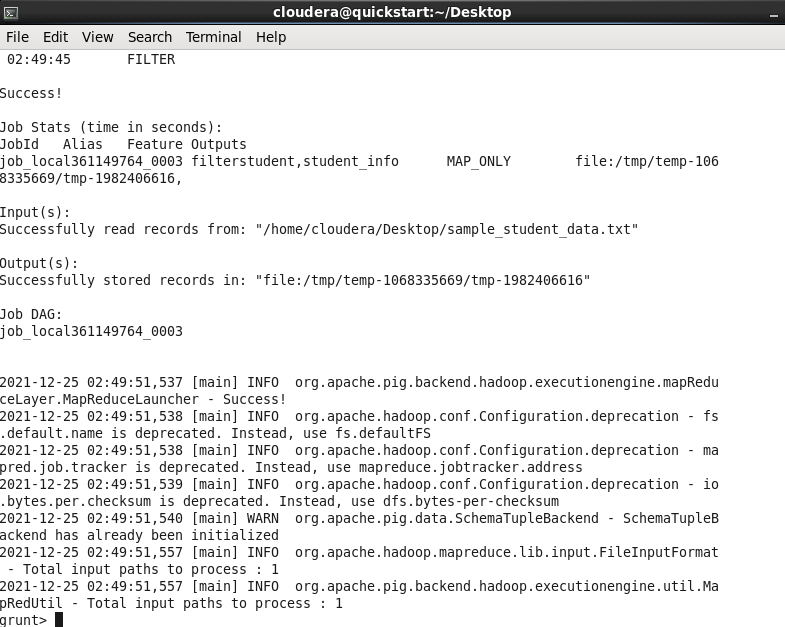 cloudera@quickstart:~/Desktop
File Edit View Search Terminal Help
02:49:45 FILTER
Success!
Job Stats (time in seconds):
JobId Alias Feature Outputs
job_local361149764_0003 filterstudent,student_info MAP_ONLY file:/tmp/temp-106
8335669/tmp-1982406616,
Input(s):
Successfully read records from: "/home/cloudera/Desktop/sample_student_data.txt"
Output(s):
Successfully stored records in: "file:/tmp/temp-1068335669/tmp-1982406616"
Job DAG:
job_local361149764_0003
2021-12-25 02:49:51,537 [main] INFO org.apache.pig.backend.hadoop.executionengine.mapRedu
ceLayer.MapReduceLauncher - Success!
2021-12-25 02:49:51,538 [main] INFO org.apache.hadoop.conf.Configuration.deprecation - fs
.default.name is deprecated. Instead, use fs.defaultFS
2021-12-25 02:49:51,538 [main] INFO org.apache.hadoop.conf.Configuration.deprecation - ma
pred.job.tracker is deprecated. Instead, use mapreduce.jobtracker.address
2021-12-25 02:49:51,539 [main] INFO org.apache.hadoop.conf.Configuration.deprecation - io
.bytes.per.checksum is deprecated. Instead, use dfs.bytes-per-checksum
2021-12-25 02:49:51,540 [main] WARN org.apache.pig.data.SchemaTupleBackend - SchemaTupleB
ackend has already been initialized
2021-12-25 02:49:51,557 [main] INFO org.apache.hadoop.mapreduce.lib.input.FileInputFormat
- Total input paths to process : 1
2021-12-25 02:49:51,557 [main] INFO org.apache.pig.backend.hadoop.executionengine.util.Ma
pRedUtil - Total input paths to process : 1
grunt>